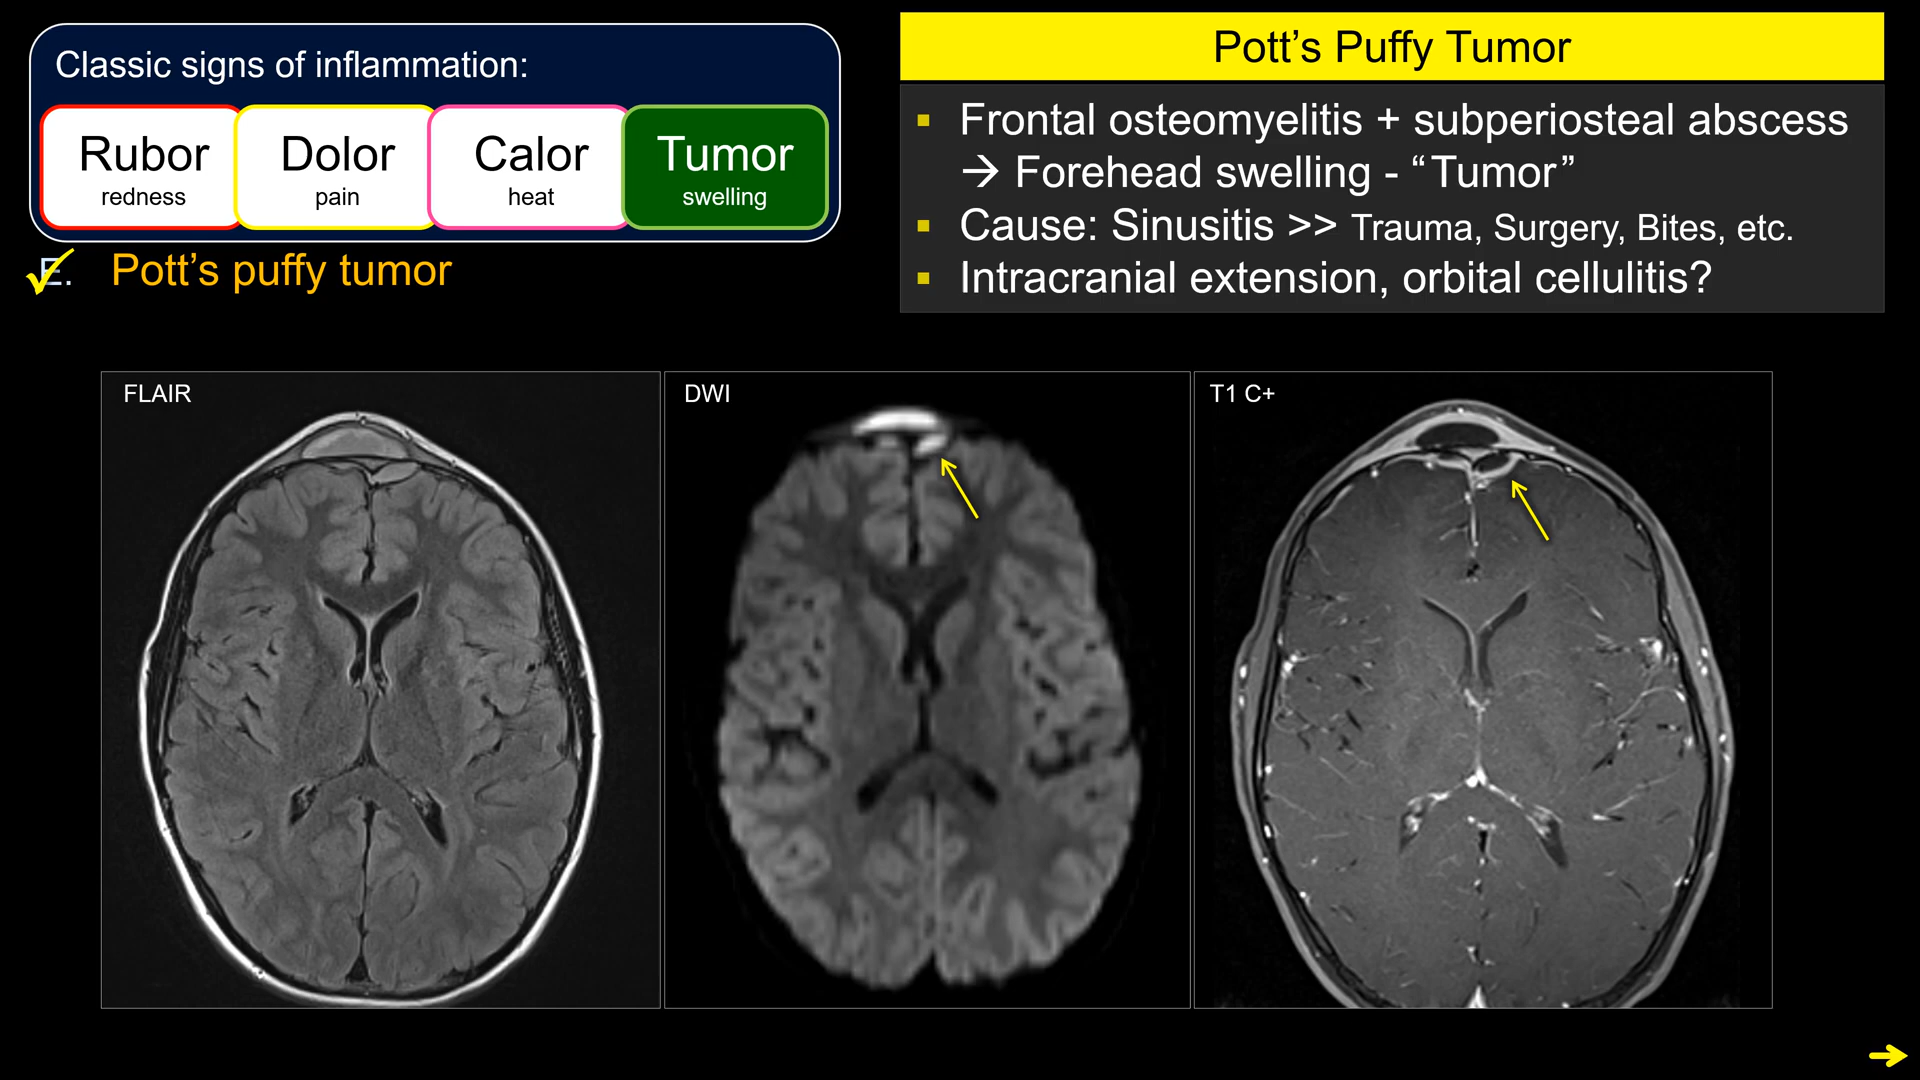 Classic signs of inflammation:
Rubor
redness
Dolor
pain
Calor
heat
Tumor
swelling
E. Pott’s puffy tumor
Pott’s Puffy Tumor
▪ Frontal osteomyelitis + subperiosteal abscess
→ Forehead swelling - “Tumor”
▪ Cause: Sinusitis >> Trauma, Surgery, Bites, etc.
▪ Intracranial extension, orbital cellulitis?
FLAIR
DWI
T1 C+